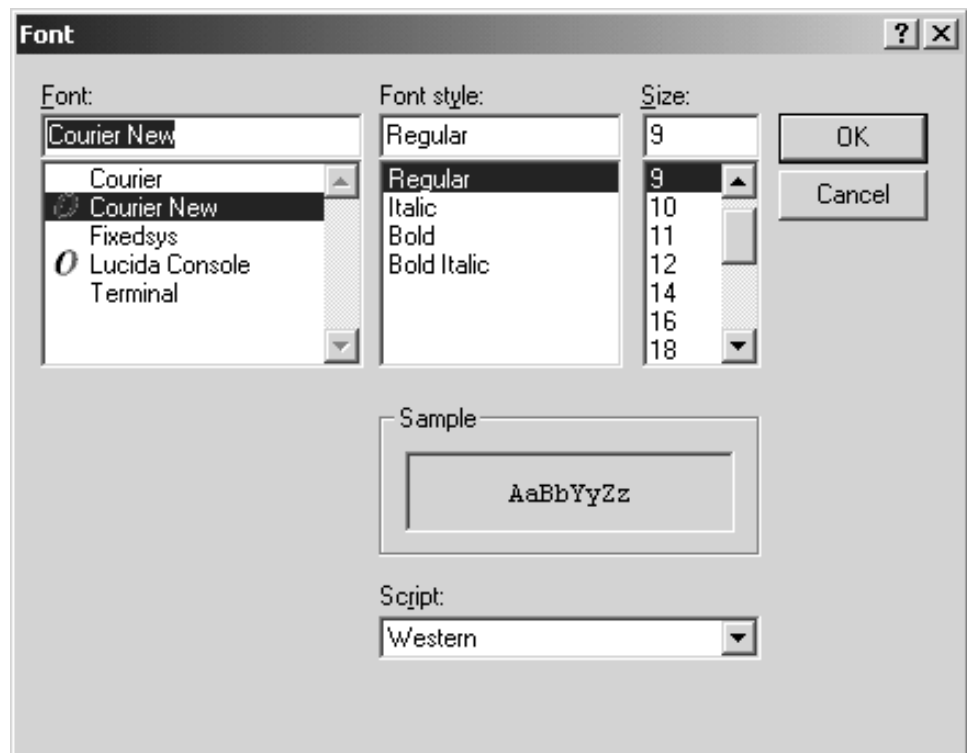 Font
Font:
Courier New
Courier
Courier New
Fixedsys
Lucida Console
Terminal
Font style:
Regular
Regular
Italic
Bold
Bold Italic
Size:
9
9
10
11
12
14
16
18
OK
Cancel
Sample
AaBbYyZz
Script:
Western